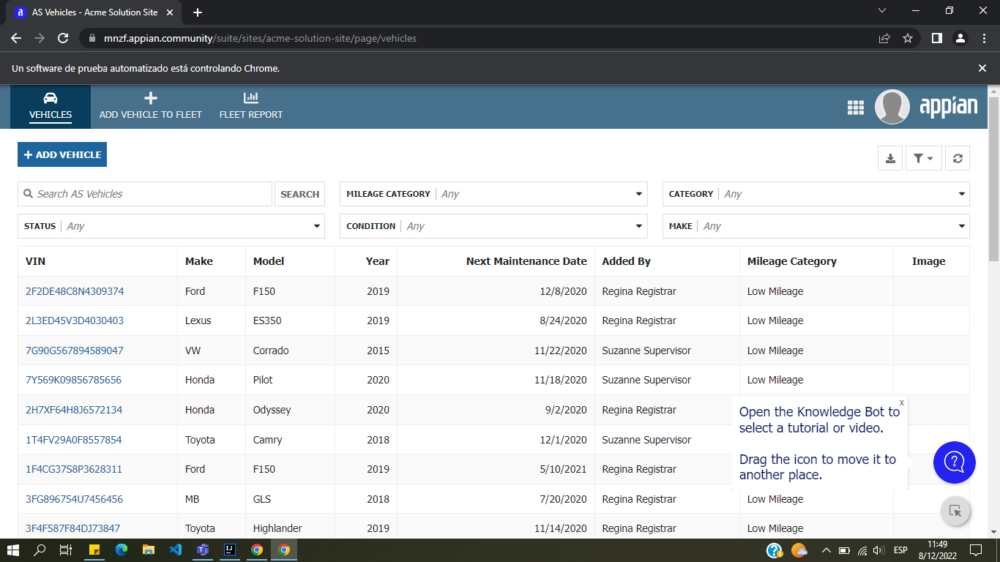 AS Vehicles - Acme Solution Site
mnzf.appian.community/suite/sites/acme-solution-site/page/vehicles
Un software de prueba automatizado está controlando Chrome.
VEHICLES
ADD VEHICLE TO FLEET
FLEET REPORT
appian
+ ADD VEHICLE
Search AS Vehicles
SEARCH
MILEAGE CATEGORY Any
CATEGORY Any
STATUS Any
CONDITION Any
MAKE Any
VIN Make Model Year Next Maintenance Date Added By Mileage Category Image
2F2DE48C8N4309374 Ford F150 2019 12/8/2020 Regina Registrar Low Mileage
2L3ED45V3D4030403 Lexus ES350 2019 8/24/2020 Regina Registrar Low Mileage
7G90G567894589047 VW Corrado 2015 11/22/2020 Suzanne Supervisor Low Mileage
7Y569K09856785656 Honda Pilot 2020 11/18/2020 Suzanne Supervisor Low Mileage
2H7XF64H8J6572134 Honda Odyssey 2020 9/2/2020 Regina Registrar
1T4FV29A0F8557854 Toyota Camry 2018 12/1/2020 Suzanne Supervisor
1F4CG37S8P3628311 Ford F150 2019 5/10/2021 Regina Registrar
3FG896754U7456456 MB GLS 2018 7/20/2020 Regina Registrar Low Mileage
3F4F587F84DJ73847 Toyota Highlander 2019 11/14/2020 Regina Registrar Low Mileage
x
Open the Knowledge Bot to
select a tutorial or video.
Drag the icon to move it to
another place.
ESP
11:49
8/12/2022